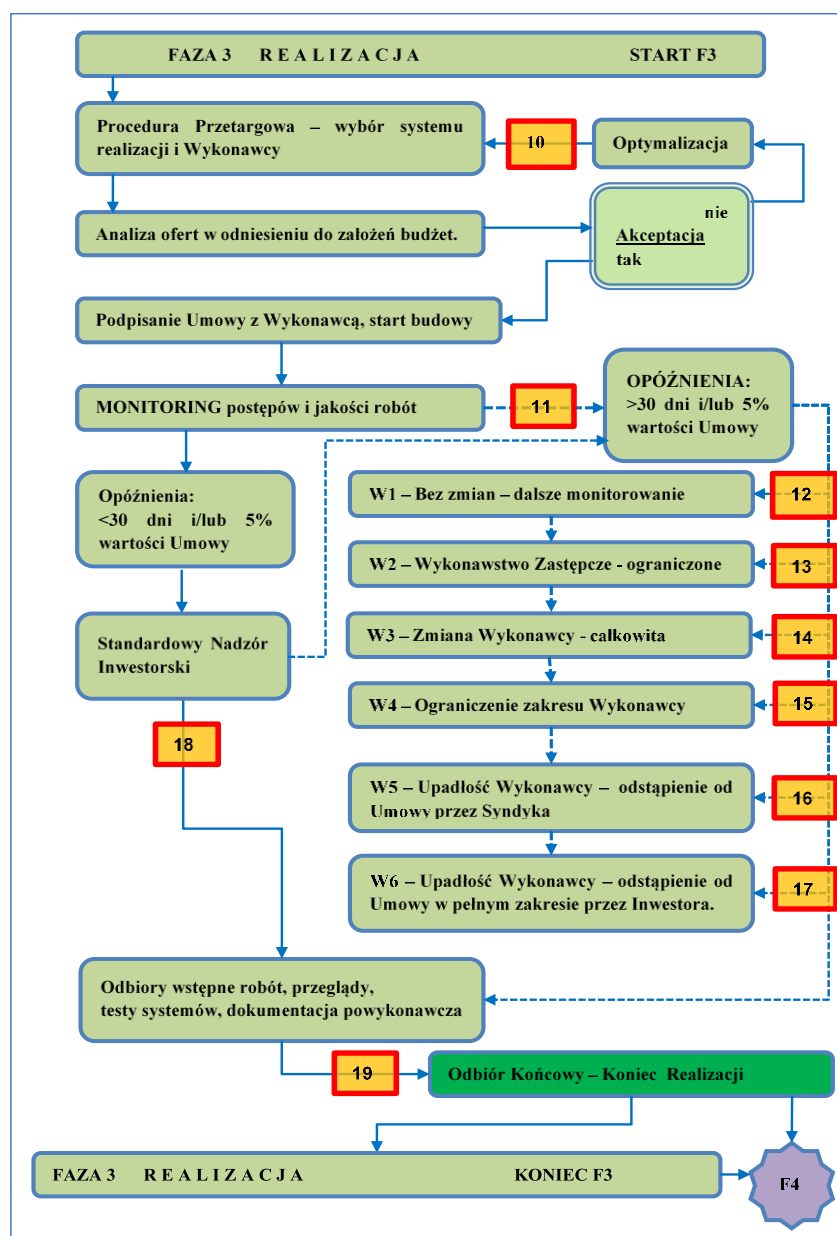 FAZA 3 R E A L I Z A C J A START F3
Procedura Przetargowa – wybór systemu
realizacji i Wykonawcy
10
Optymalizacja
nie
Akceptacja
tak
Analiza ofert w odniesieniu do założeń budżet.
Podpisanie Umowy z Wykonawcą, start budowy
MONITORING postępów i jakości robót
11
OPÓŹNIENIA:
>30 dni i/lub 5%
wartości Umowy
Opóźnienia:
<30 dni i/lub 5%
wartości Umowy
W1 – Bez zmian – dalsze monitorowanie
12
W2 – Wykonawstwo Zastępcze - ograniczone
13
W3 – Zmiana Wykonawcy - całkowita
14
Standardowy Nadzór
Inwestorski
W4 – Ograniczenie zakresu Wykonawcy
15
18
W5 – Upadłość Wykonawcy – odstąpienie od
Umowy przez Syndyka
16
W6 – Upadłość Wykonawcy – odstąpienie od
Umowy w pełnym zakresie przez Inwestora.
17
Odbiory wstępne robót, przeglądy,
testy systemów, dokumentacja powykonawcza
19
Odbiór Końcowy – Koniec Realizacji
FAZA 3 R E A L I Z A C J A KONIEC F3
F4